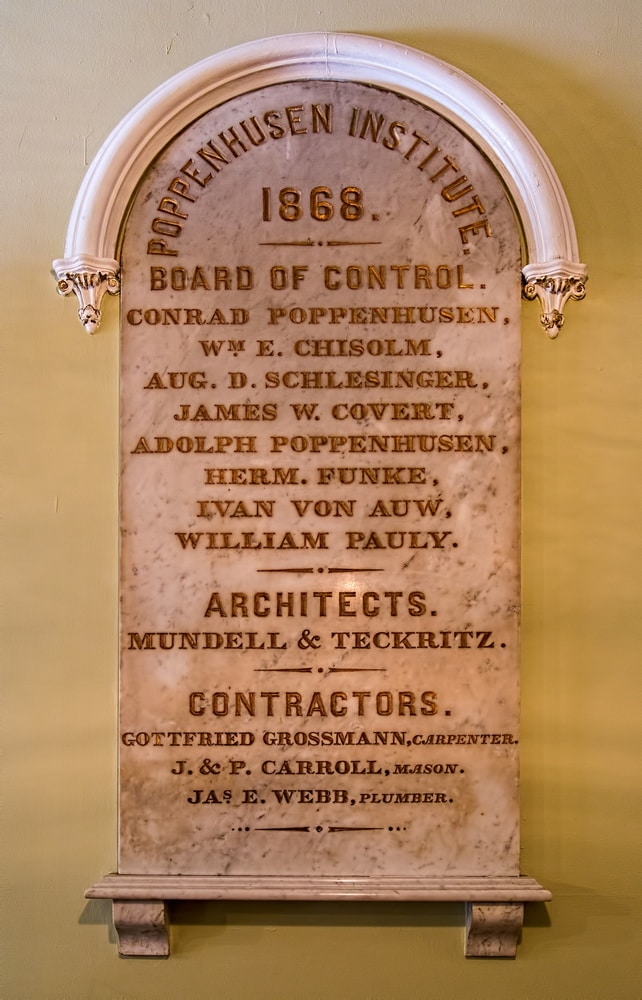 POPPENHUSEN INSTITUTE.
1868.
BOARD OF CONTROL.
CONRAD POPPENHUSEN,
WM E. CHISOLM,
AUG. D. SCHLESINGER,
JAMES W. COVERT,
ADOLPH POPPENHUSEN,
HERM. FUNKE,
IVAN VON AUW,
WILLIAM PAULY.
ARCHITECTS.
MUNDELL & TECKRITZ.
CONTRACTORS.
GOTTFRIED GROSSMANN, CARPENTER.
J. & P. CARROLL, MASON.
JAS E. WEBB, PLUMBER.